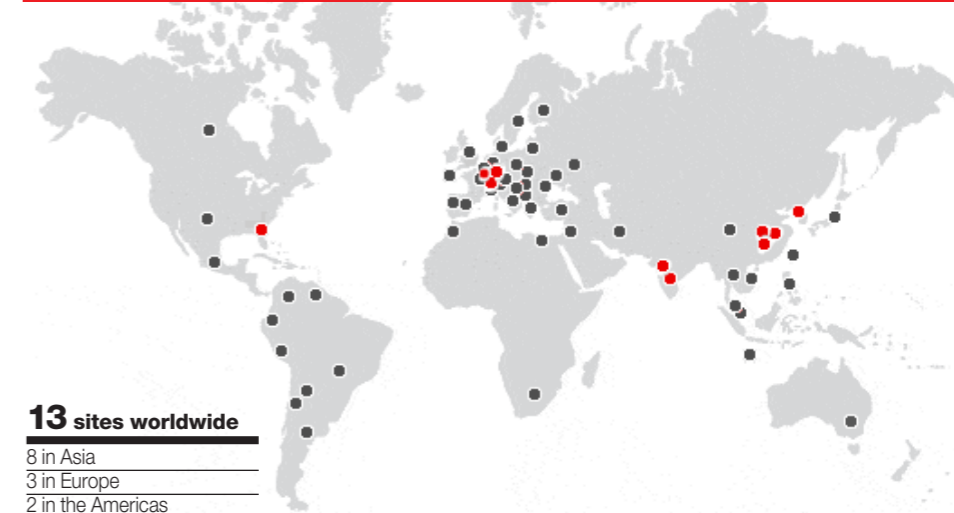 13 sites worldwide
8 in Asia
3 in Europe
2 in the Americas